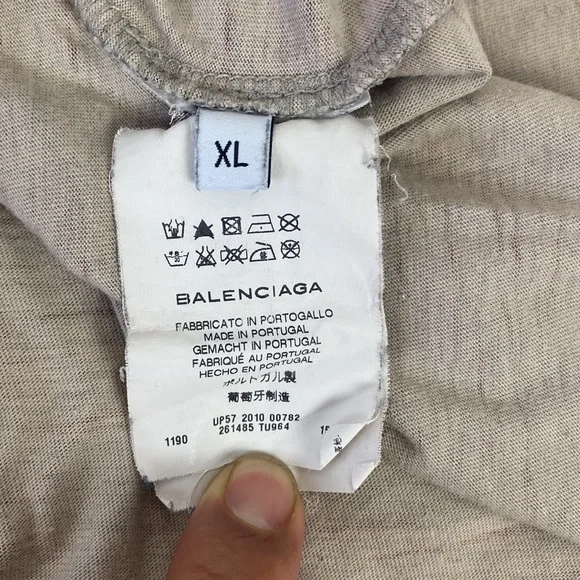 XL
BALENCIAGA
FABBRICATO IN PORTOGALLO
MADE IN PORTUGAL
GEMACHT IN PORTUGAL
FABRIQUÉ AU PORTUGAL
HECHO EN PORTUGAL
ポルトガル製
葡萄牙制造
UP57 2010 00782
1190 261485 TU964